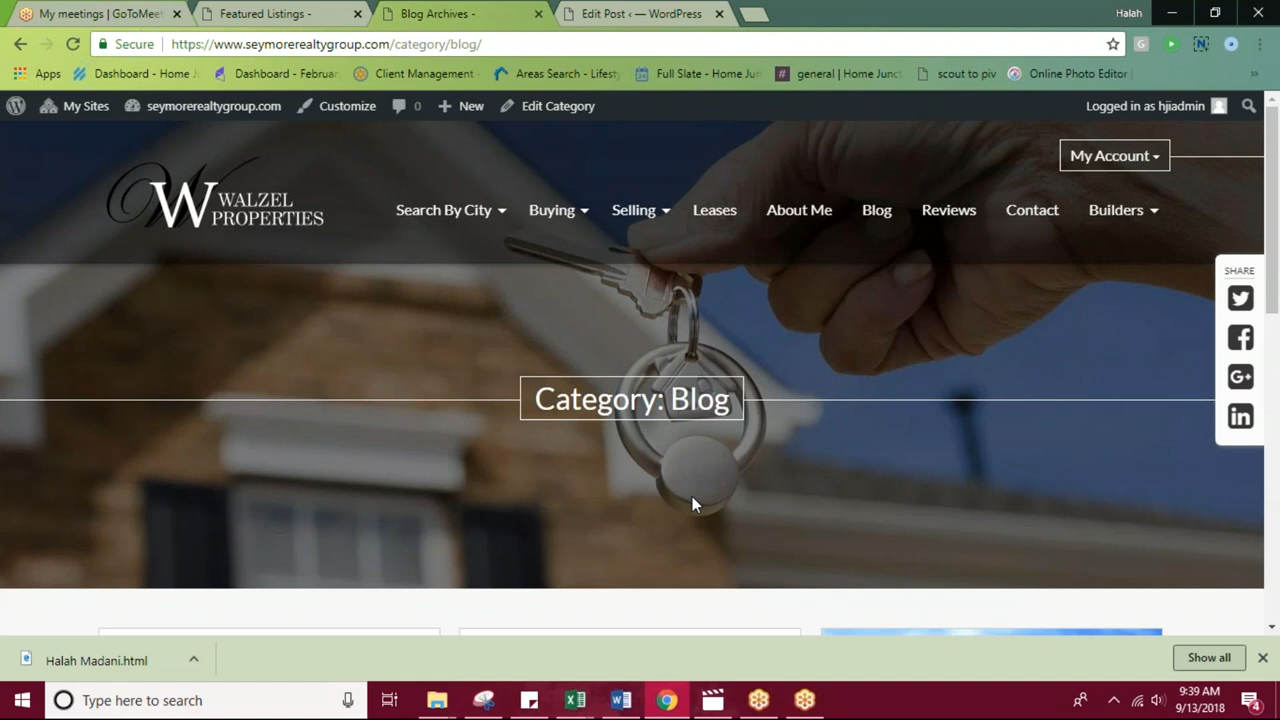 My meetings | GoToMeet
Featured Listings -
Blog Archives -
Edit Post ‹ — WordPress
Halah
Secure
https://www.seymorerealtygroup.com/category/blog/
Apps
Dashboard - Home J
Dashboard - Februar
Client Management -
Areas Search - Lifest
Full Slate - Home Jun
general | Home Junct
scout to piv
Online Photo Editor |
My Sites
seymorerealtygroup.com
Customize
0
New
Edit Category
Logged in as hjiadmin
My Account
W WALZEL
PROPERTIES
Search By City
Buying
Selling
Leases
About Me
Blog
Reviews
Contact
Builders
SHARE
Category: Blog
Halah Madani.html
Show all
Type here to search
9:39 AM
9/13/2018
4